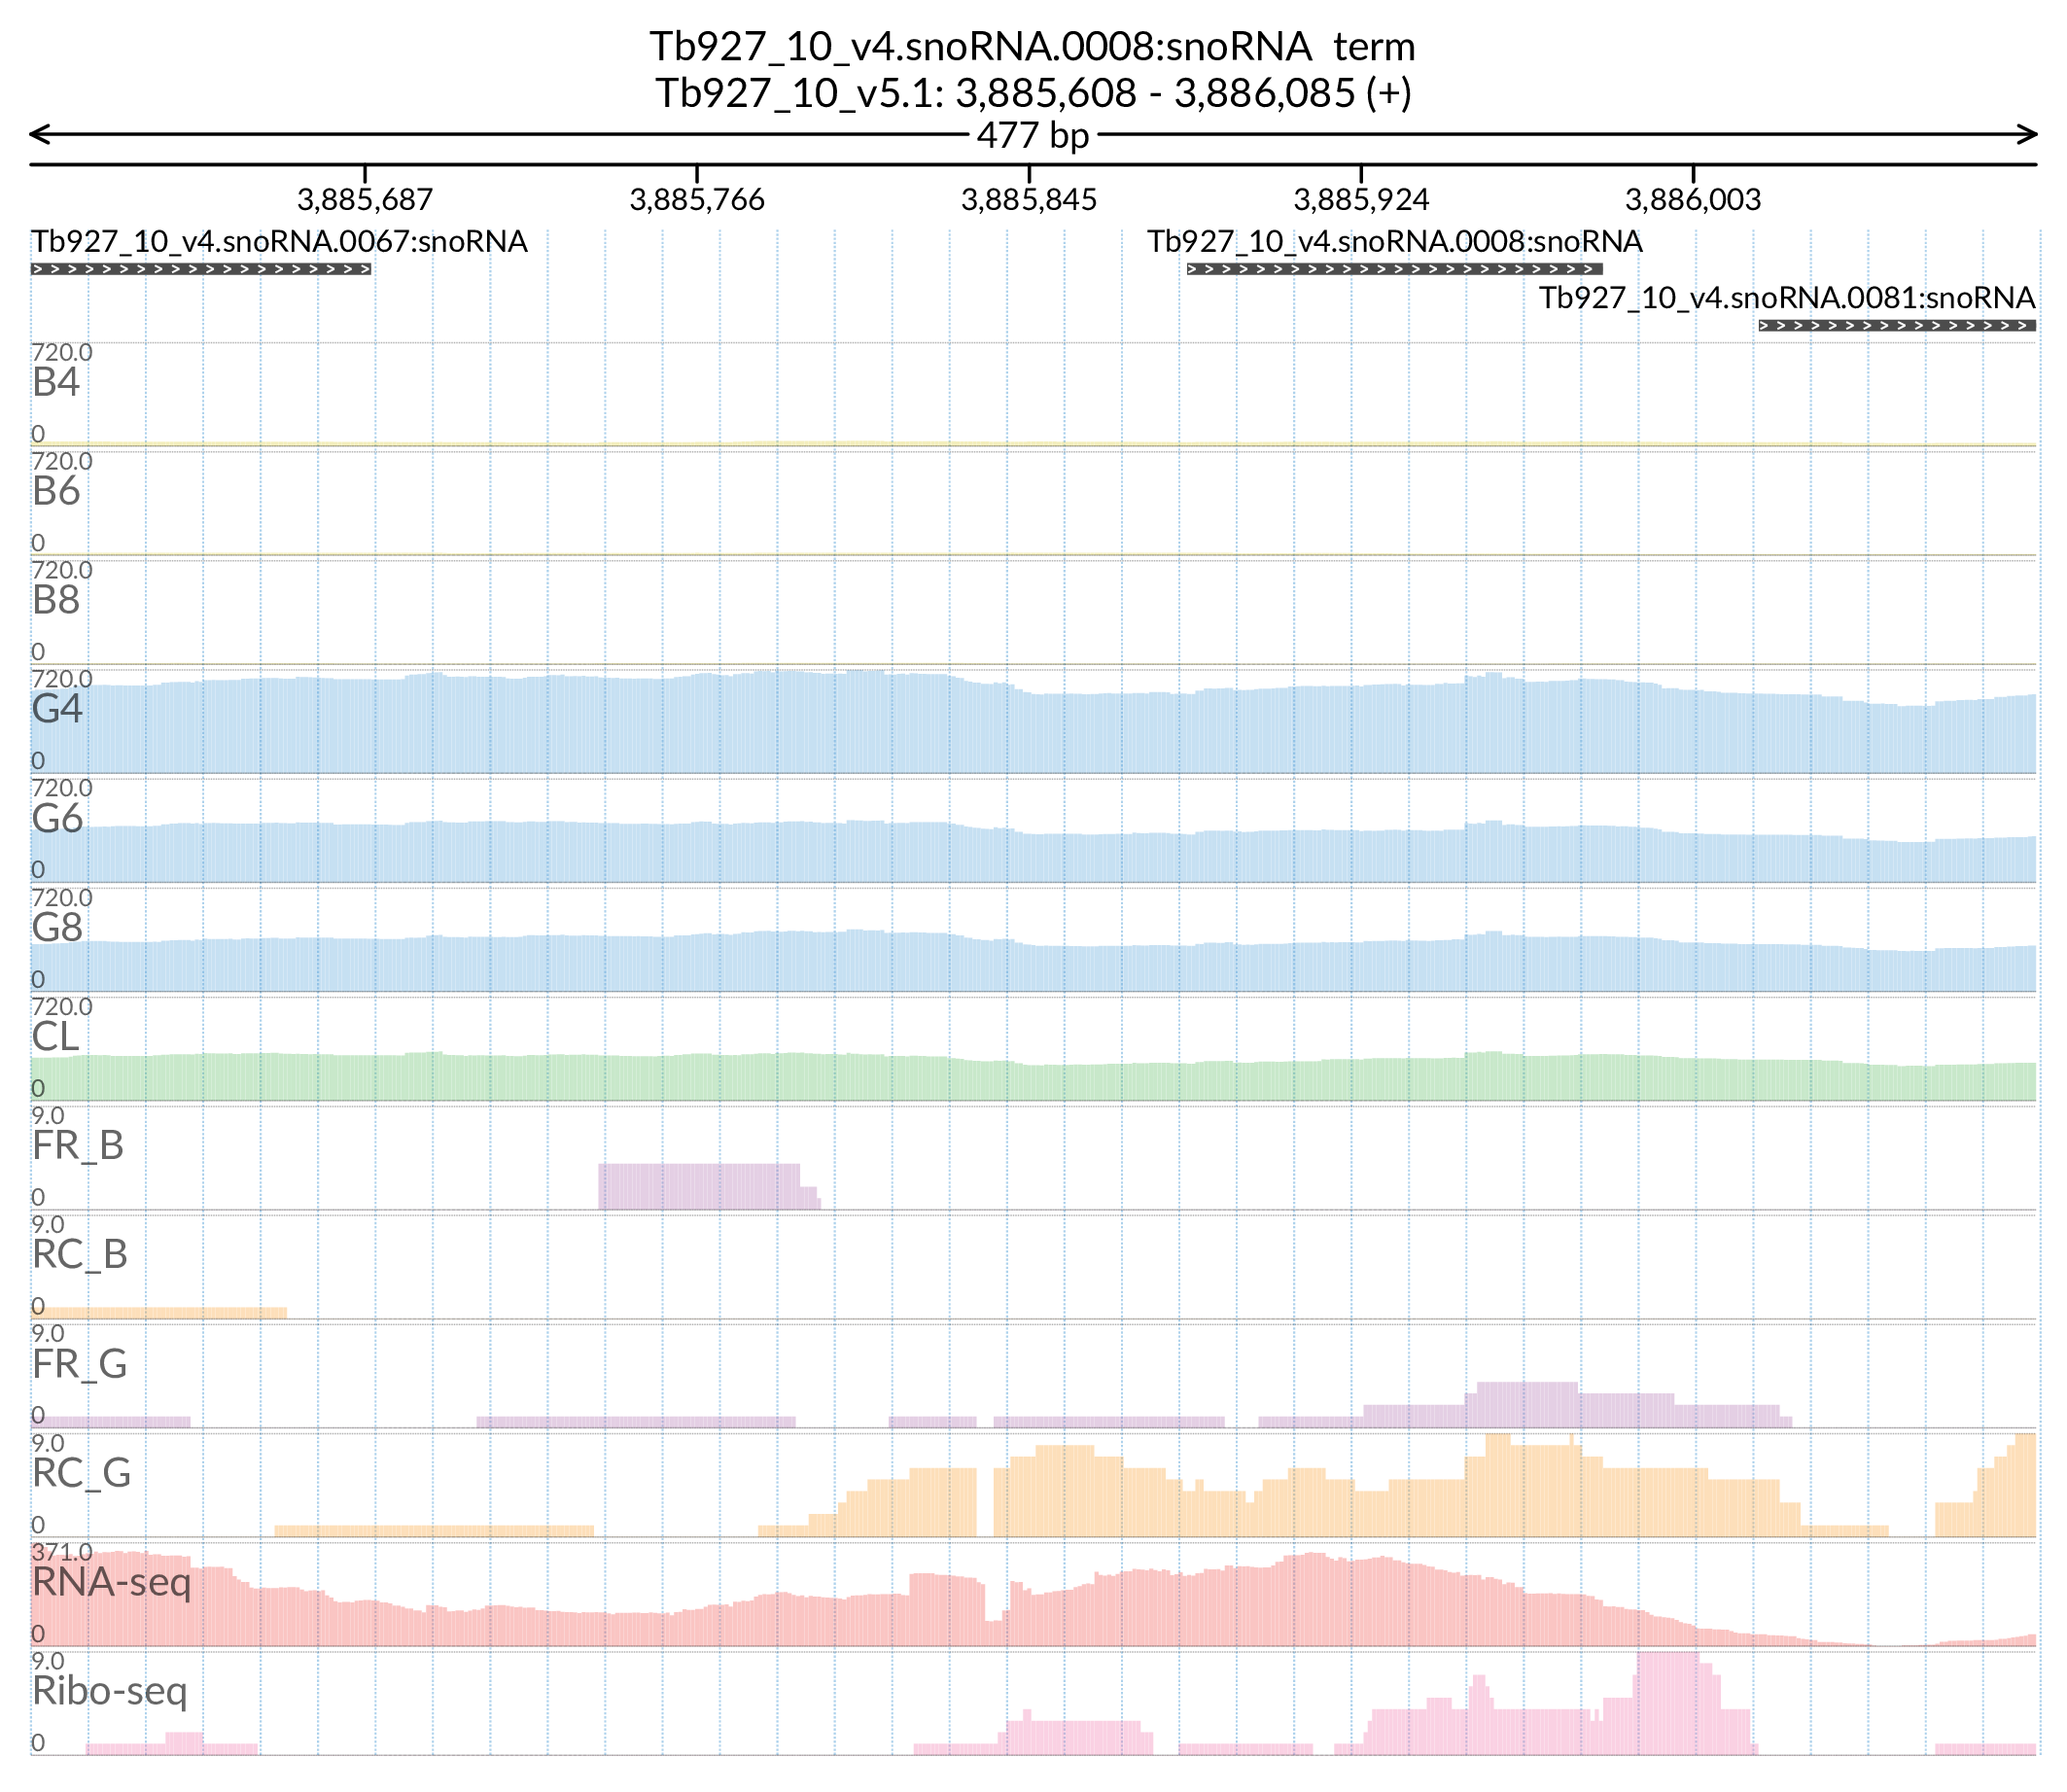 Tb927_10_v4.snoRNA.0008:snoRNA term
Tb927_10_v5.1: 3,885,608 - 3,886,085 (+)
477 bp
3,885,687 3,885,766 3,885,845 3,885,924 3,886,003
Tb927_10_v4.snoRNA.0067:snoRNA Tb927_10_v4.snoRNA.0008:snoRNA
Tb927_10_v4.snoRNA.0081:snoRNA
720.0
B4
0
720.0
B6
0
720.0
B8
0
720.0
G4
0
720.0
G6
0
720.0
G8
0
720.0
CL
0
9.0
FR_B
0
9.0
RC_B
0
9.0
FR_G
0
9.0
RC_G
0
371.0
RNA-seq
0
9.0
Ribo-seq
0